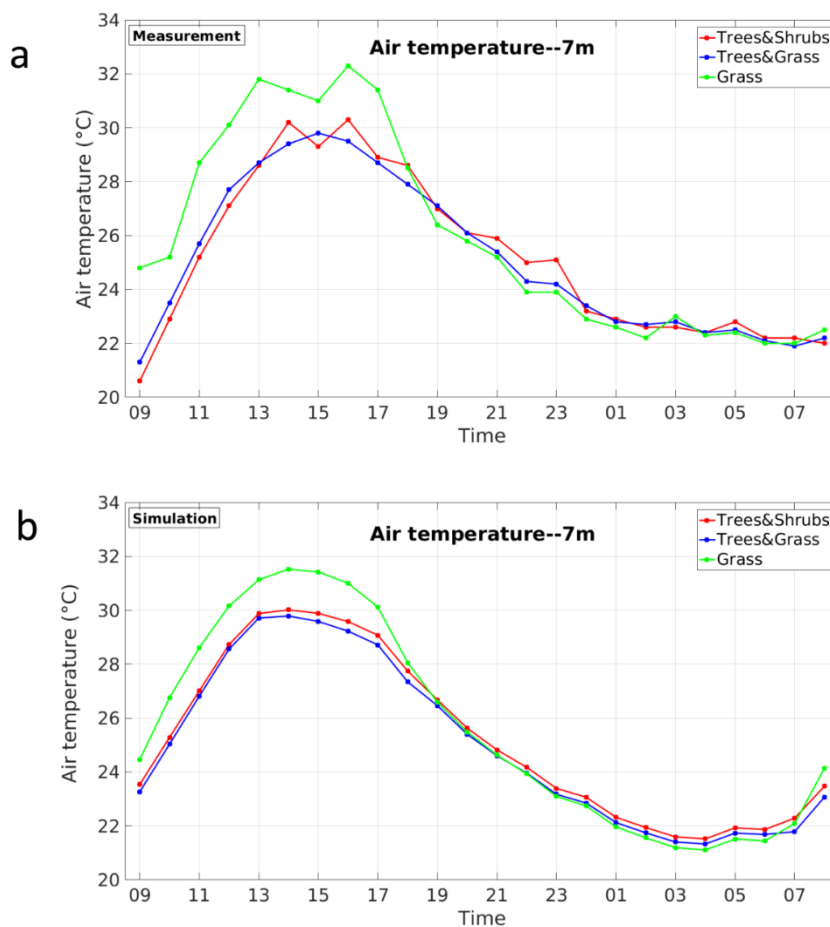 a
Measurement
Air temperature--7m
Trees&Shrubs
Trees&Grass
Grass
Air temperature (°C)
34
32
30
28
26
24
22
20
09 11 13 15 17 19 21 23 01 03 05 07
Time
b
Simulation
Air temperature--7m
Trees&Shrubs
Trees&Grass
Grass
Air temperature (°C)
34
32
30
28
26
24
22
20
09 11 13 15 17 19 21 23 01 03 05 07
Time